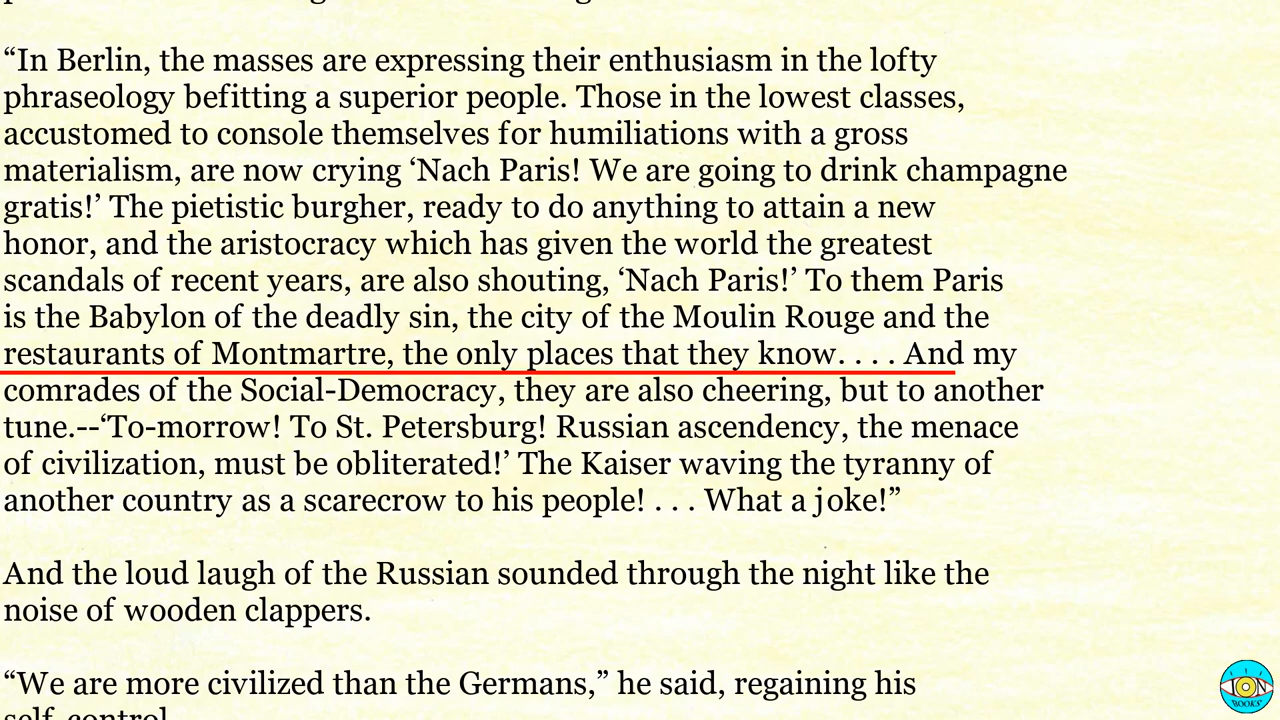 “In Berlin, the masses are expressing their enthusiasm in the lofty
phraseology befitting a superior people. Those in the lowest classes,
accustomed to console themselves for humiliations with a gross
materialism, are now crying ‘Nach Paris! We are going to drink champagne
gratis!’ The pietistic burgher, ready to do anything to attain a new
honor, and the aristocracy which has given the world the greatest
scandals of recent years, are also shouting, ‘Nach Paris!’ To them Paris
is the Babylon of the deadly sin, the city of the Moulin Rouge and the
restaurants of Montmartre, the only places that they know. . . . And my
comrades of the Social-Democracy, they are also cheering, but to another
tune.--‘To-morrow! To St. Petersburg! Russian ascendency, the menace
of civilization, must be obliterated!’ The Kaiser waving the tyranny of
another country as a scarecrow to his people! . . . What a joke!”
And the loud laugh of the Russian sounded through the night like the
noise of wooden clappers.
“We are more civilized than the Germans,” he said, regaining his
self-control.
ION
BOOKS